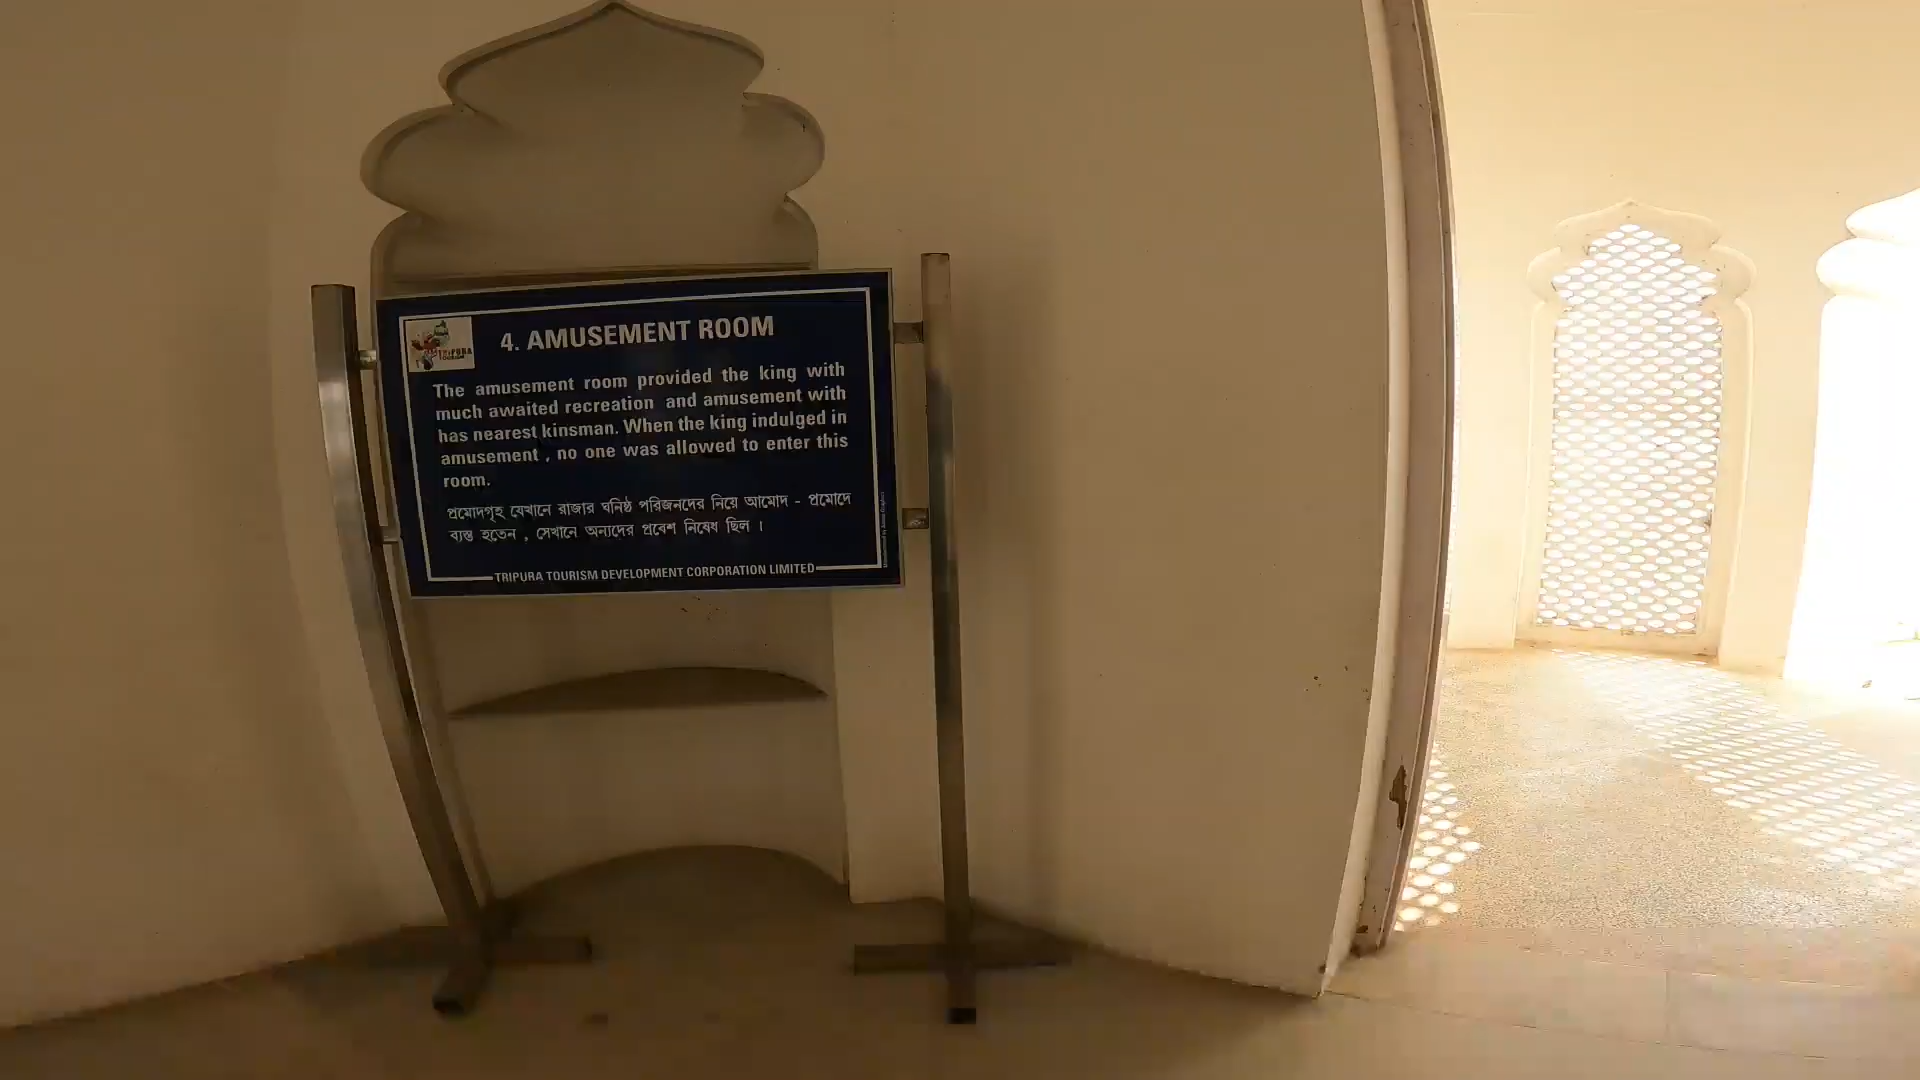 TRIPURA
TOURISM
4. AMUSEMENT ROOM
The amusement room provided the king with
much awaited recreation and amusement with
has nearest kinsman. When the king indulged in
amusement , no one was allowed to enter this
room.
প্রমোদগৃহ যেখানে রাজার ঘনিষ্ঠ পরিজনদের নিয়ে আমোদ - প্রমোদে
ব্যস্ত হতেন , সেখানে অন্যদের প্রবেশ নিষেধ ছিল ।
TRIPURA TOURISM DEVELOPMENT CORPORATION LIMITED